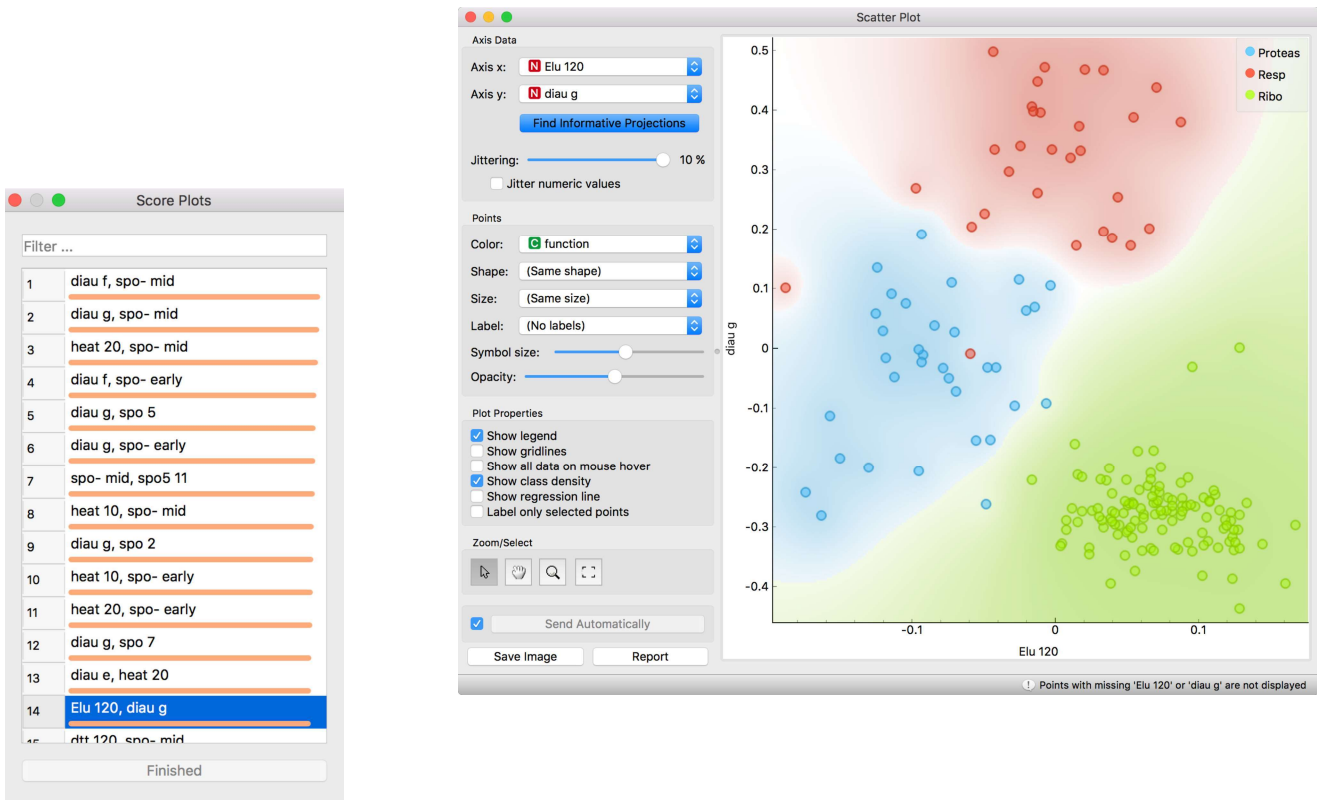 Score Plots
Filter ...
1 diau f, spo- mid
2 diau g, spo- mid
3 heat 20, spo- mid
4 diau f, spo- early
5 diau g, spo 5
6 diau g, spo- early
7 spo- mid, spo5 11
8 heat 10, spo- mid
9 diau g, spo 2
10 heat 10, spo- early
11 heat 20, spo- early
12 diau g, spo 7
13 diau e, heat 20
14 Elu 120, diau g
15 dtt 120, spo- mid
Finished
Scatter Plot
Axis Data
Axis x: N Elu 120
Axis y: N diau g
Find Informative Projections
Jittering: 10 %
Jitter numeric values
Points
Color: C function
Shape: (Same shape)
Size: (Same size)
Label: (No labels)
Symbol size:
Opacity:
Plot Properties
Show legend
Show gridlines
Show all data on mouse hover
Show class density
Show regression line
Label only selected points
Zoom/Select
Send Automatically
Save Image Report
Proteas
Resp
Ribo
0.5
0.4
0.3
0.2
0.1
0
-0.1
-0.2
-0.3
-0.4
diau g
-0.1 0 0.1
Elu 120
! Points with missing 'Elu 120' or 'diau g' are not displayed